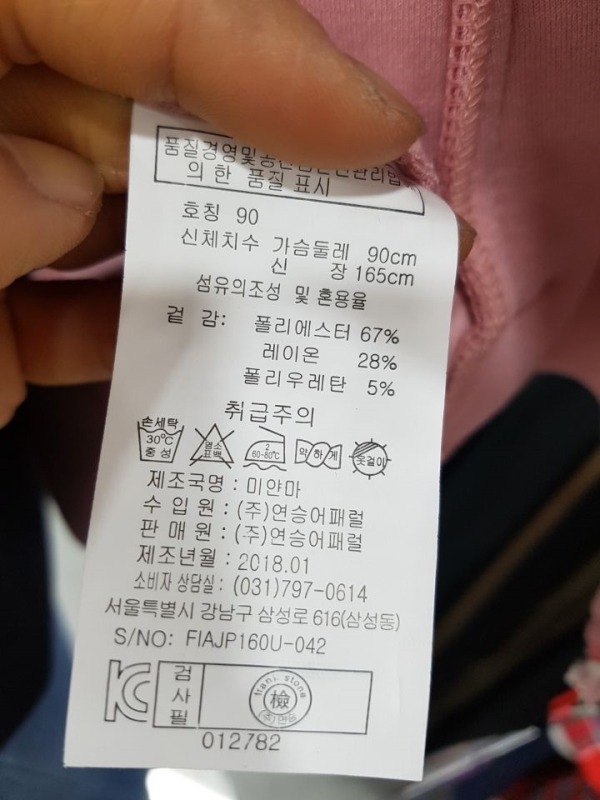 품질경영및공산품안전관리법에
의한 품질 표시
호칭 90
신체치수 가슴둘레 90cm
신 장 165cm
섬유의조성 및 혼용율
겉 감: 폴리에스터 67%
레이온 28%
폴리우레탄 5%
취급주의
손세탁
30℃
중성
염소
표백
2
60-80℃
약하게
옷걸이
제조국명 : 미얀마
수 입 원 : (주)연승어패럴
판 매 원 : (주)연승어패럴
제조년월 : 2018.01
소비자 상담실 : (031)797-0614
서울특별시 강남구 삼성로 616(삼성동)
S/NO: FIAJP160U-042
검
사
필
檢
012782